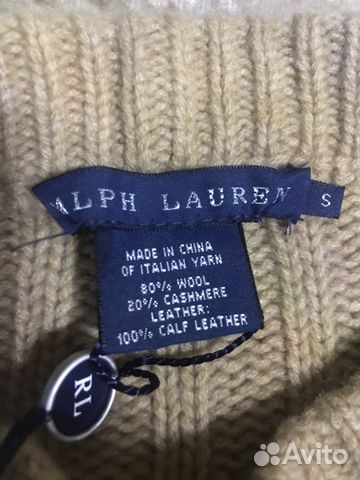 ALPH LAUREN
S
MADE IN CHINA
OF ITALIAN YARN
80% WOOL
20% CASHMERE
LEATHER:
100% CALF LEATHER
RL
Avito